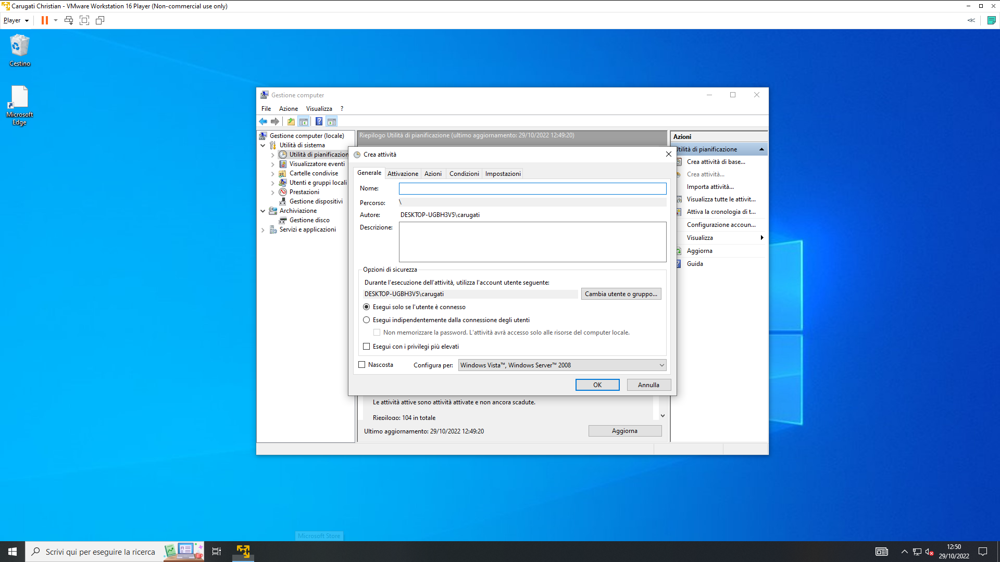 Carugati Christian - VMware Workstation 16 Player (Non-commercial use only)
Player
Cestino
Microsoft
Edge
Gestione computer
File Azione Visualizza ?
Gestione computer (locale)
Utilità di sistema
Utilità di pianificazion
Visualizzatore eventi
Cartelle condivise
Utenti e gruppi locali
Prestazioni
Gestione dispositivi
Archiviazione
Gestione disco
Servizi e applicazioni
Riepilogo Utilità di pianificazione (ultimo aggiornamento: 29/10/2022 12:49:20)
Crea attività
Generale Attivazione Azioni Condizioni Impostazioni
Nome:
Percorso: \
Autore: DESKTOP-UGBH3V5\carugati
Descrizione:
Opzioni di sicurezza
Durante l'esecuzione dell'attività, utilizza l'account utente seguente:
DESKTOP-UGBH3V5\carugati
Cambia utente o gruppo...
Esegui solo se l'utente è connesso
Esegui indipendentemente dalla connessione degli utenti
Non memorizzare la password. L'attività avrà accesso solo alle risorse del computer locale.
Esegui con i privilegi più elevati
Nascosta Configura per: Windows Vista™, Windows Server™ 2008
OK Annulla
Le attività attive sono attività attivate e non ancora scadute.
Riepilogo: 104 in totale
Ultimo aggiornamento: 29/10/2022 12:49:20
Aggiorna
Azioni
Utilità di pianificazione
Crea attività di base...
Crea attività...
Importa attività...
Visualizza tutte le attivit...
Attiva la cronologia di t...
Configurazione accoun...
Visualizza
Aggiorna
Guida
Microsoft Store
Scrivi qui per eseguire la ricerca
12:50
29/10/2022